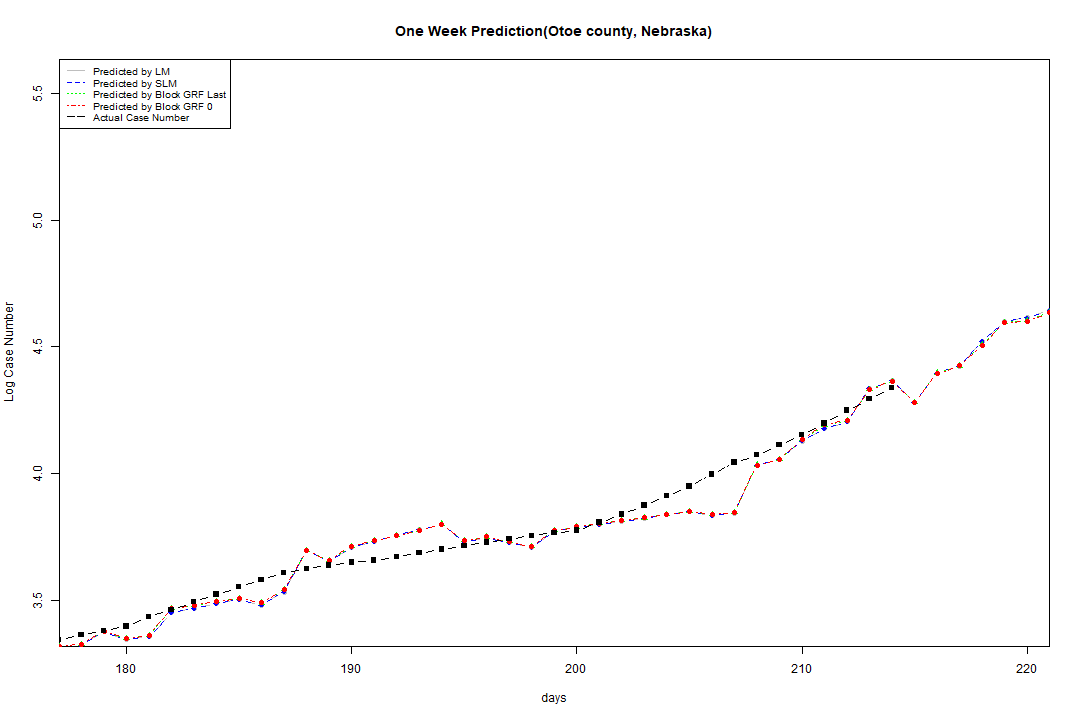 One Week Prediction(Otoe county, Nebraska)
Predicted by LM
Predicted by SLM
Predicted by Block GRF Last
Predicted by Block GRF 0
Actual Case Number
5.5
5.0
4.5
4.0
3.5
Log Case Number
180 190 200 210 220
days